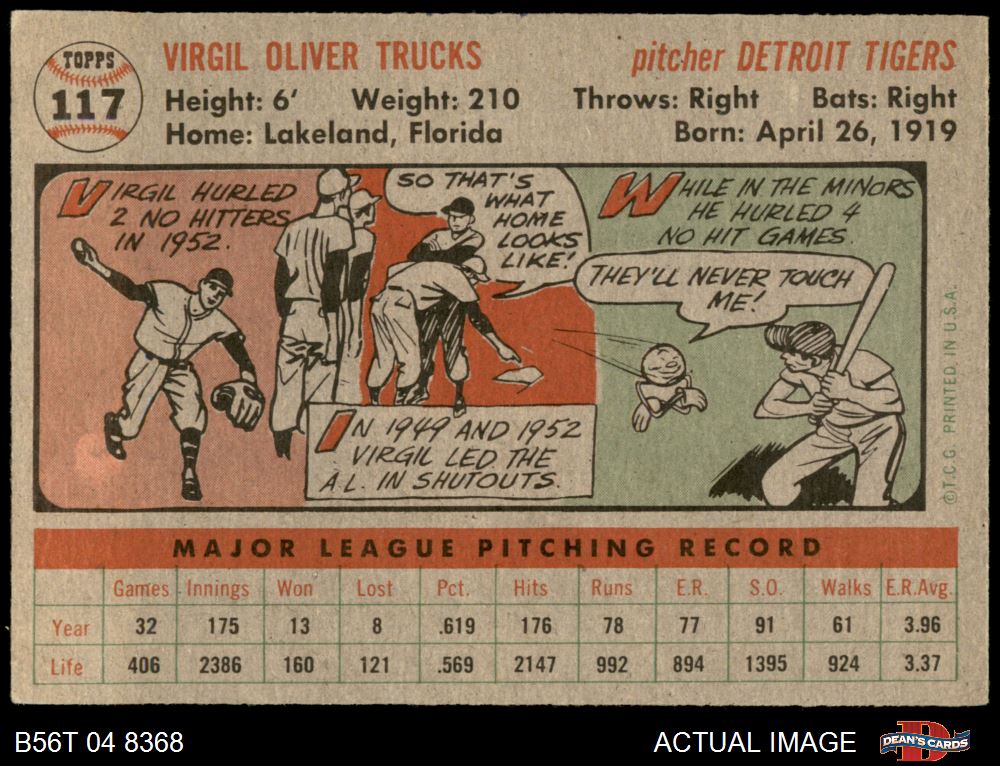 TOPPS
117
VIRGIL OLIVER TRUCKS
pitcher DETROIT TIGERS
Height: 6' Weight: 210 Throws: Right Bats: Right
Home: Lakeland, Florida Born: April 26, 1919
VIRGIL HURLED
2 NO HITTERS
IN 1952.
SO THAT'S
WHAT
HOME
LOOKS
LIKE!
IN 1949 AND 1952
VIRGIL LED THE
A.L. IN SHUTOUTS.
WHILE IN THE MINORS
HE HURLED 4
NO HIT GAMES.
THEY'LL NEVER TOUCH
ME!
©T.C.G. PRINTED IN U.S.A.
MAJOR LEAGUE PITCHING RECORD
Games Innings Won Lost Pct. Hits Runs E.R. S.O. Walks E.R.Avg.
Year 32 175 13 8 .619 176 78 77 91 61 3.96
Life 406 2386 160 121 .569 2147 992 894 1395 924 3.37
B56T 04 8368
ACTUAL IMAGE
D
DEAN'S CARDS